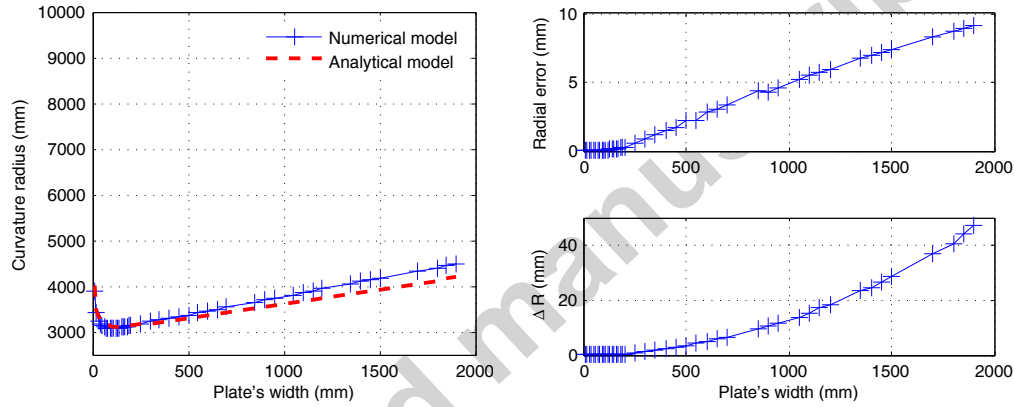 10000
9000
8000
7000
6000
5000
4000
3000
Curvature radius (mm)
Numerical model
Analytical model
0 500 1000 1500 2000
Plate's width (mm)
10
5
0
Radial error (mm)
0 500 1000 1500 2000
40
20
0
Δ R (mm)
0 500 1000 1500 2000
Plate's width (mm)
d manuscrip